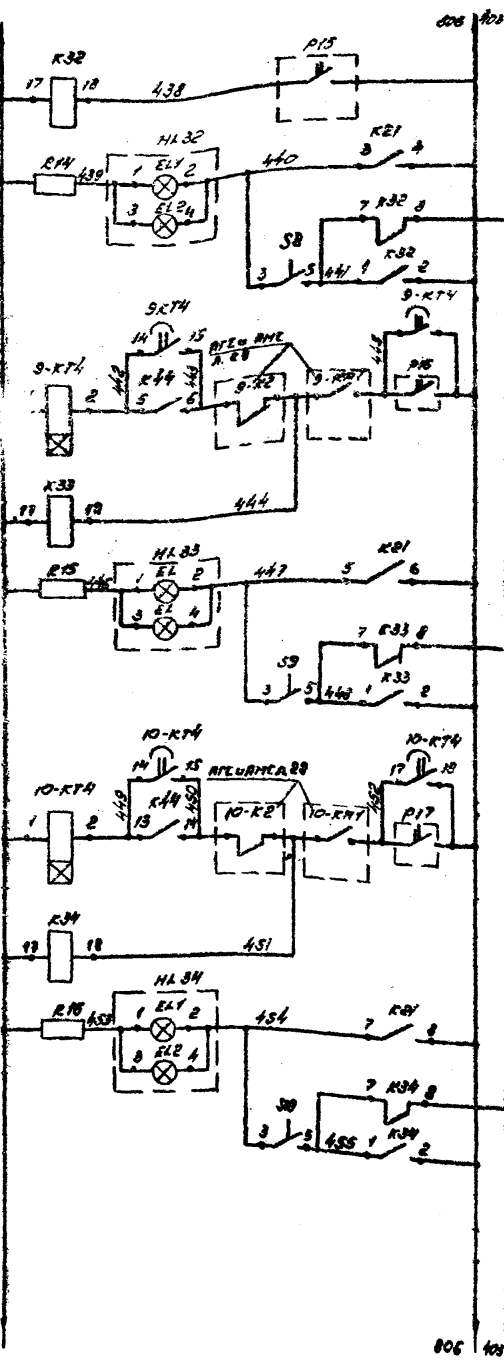 806 403
K32 P15
17 18 438
HL32 K21
R14 439 1 EL1 2 440 3 4
3 EL2 4
7 K32 8
S8
3 5 441 1 K32 2
9KT4 9-KT4
14 15
9-KT4 442 K44 443 9-K2 P16
2 5 6
K33
17 18 444
HL33 K21
R15 1 EL 2 447 5 6
3 EL 4
7 K33 8
S9
3 5 448 1 K33 2
10-KT4 10-KT4
14 15 17 18
10-KT4 449 K44 450 10-K2 10-KM1 452 P17
1 2 13 14
K34
17 18 451
HL34 K21
R16 453 1 EL1 2 454 7 8
3 EL2 4
7 K34 8
S10
3 5 455 1 K34 2
806 403